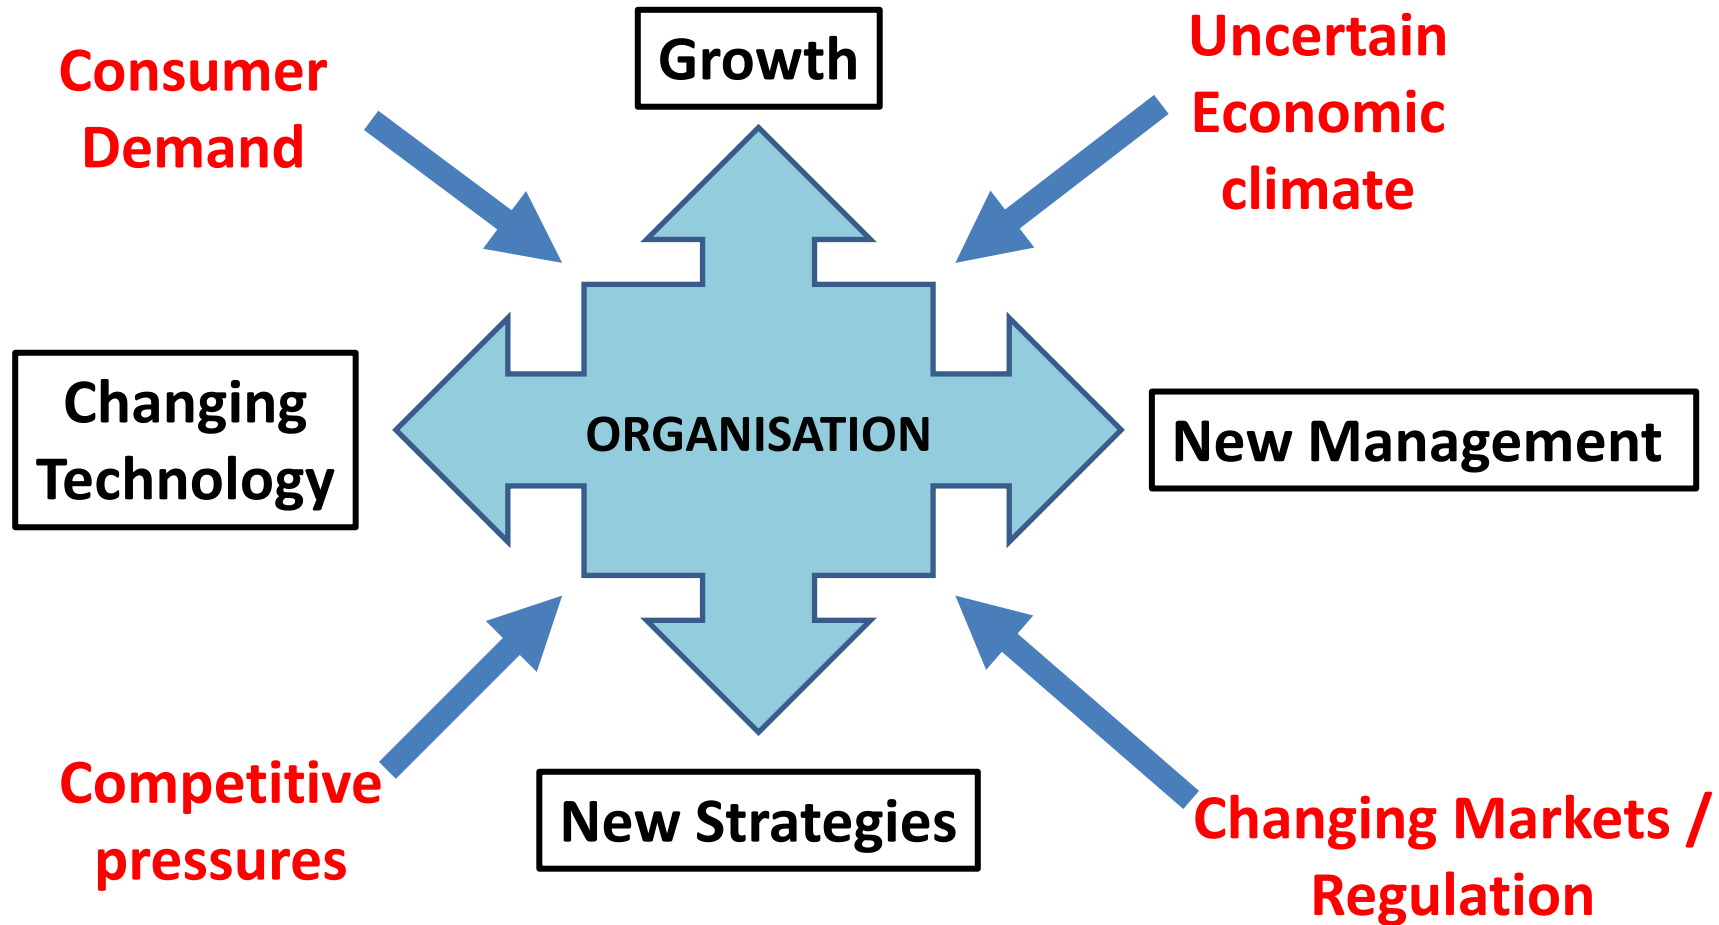 Consumer
Demand
Growth
Uncertain
Economic
climate
Changing
Technology
ORGANISATION
New Management
Competitive
pressures
New Strategies
Changing Markets /
Regulation